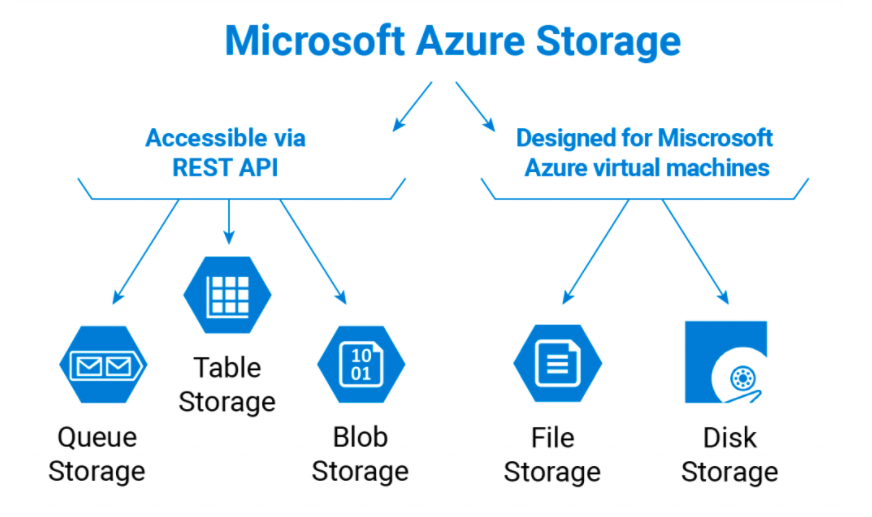 Microsoft Azure Storage
Accessible via
REST API
Designed for Miscrosoft
Azure virtual machines
Queue
Storage
Table
Storage
10
01
Blob
Storage
File
Storage
Disk
Storage